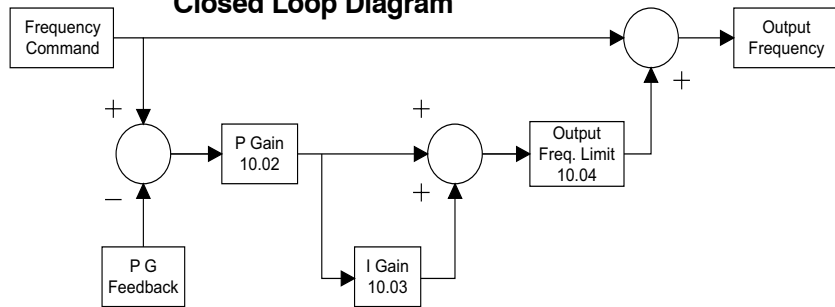 Closed Loop Diagram
Frequency
Command
Output
Frequency
+
+
+
P Gain
10.02
Output
Freq. Limit
10.04
+
–
P G
Feedback
I Gain
10.03